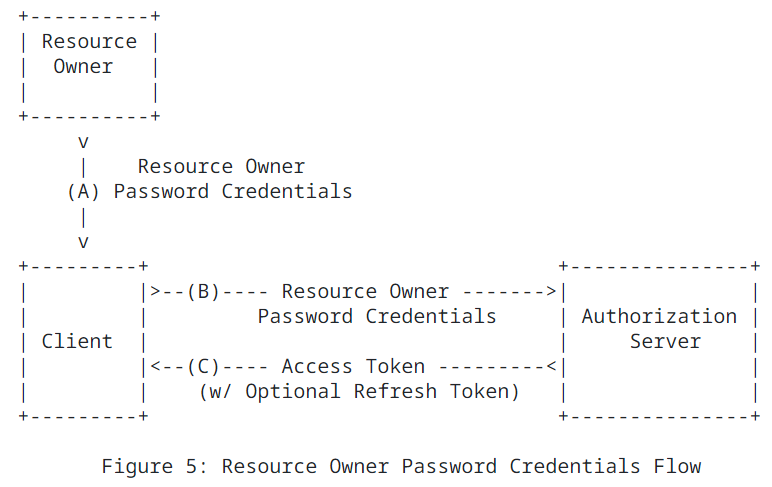 +----------+
| Resource |
|  Owner   |
|          |
+----------+
     v
     |    Resource Owner
    (A) Password Credentials
     |
     v
+---------+                                  +---------------+
|         |>--(B)---- Resource Owner ------->|               |
|         |         Password Credentials     | Authorization |
| Client  |                                  |     Server    |
|         |<--(C)---- Access Token ---------<|               |
|         |    (w/ Optional Refresh Token)   |               |
+---------+                                  +---------------+

       Figure 5: Resource Owner Password Credentials Flow